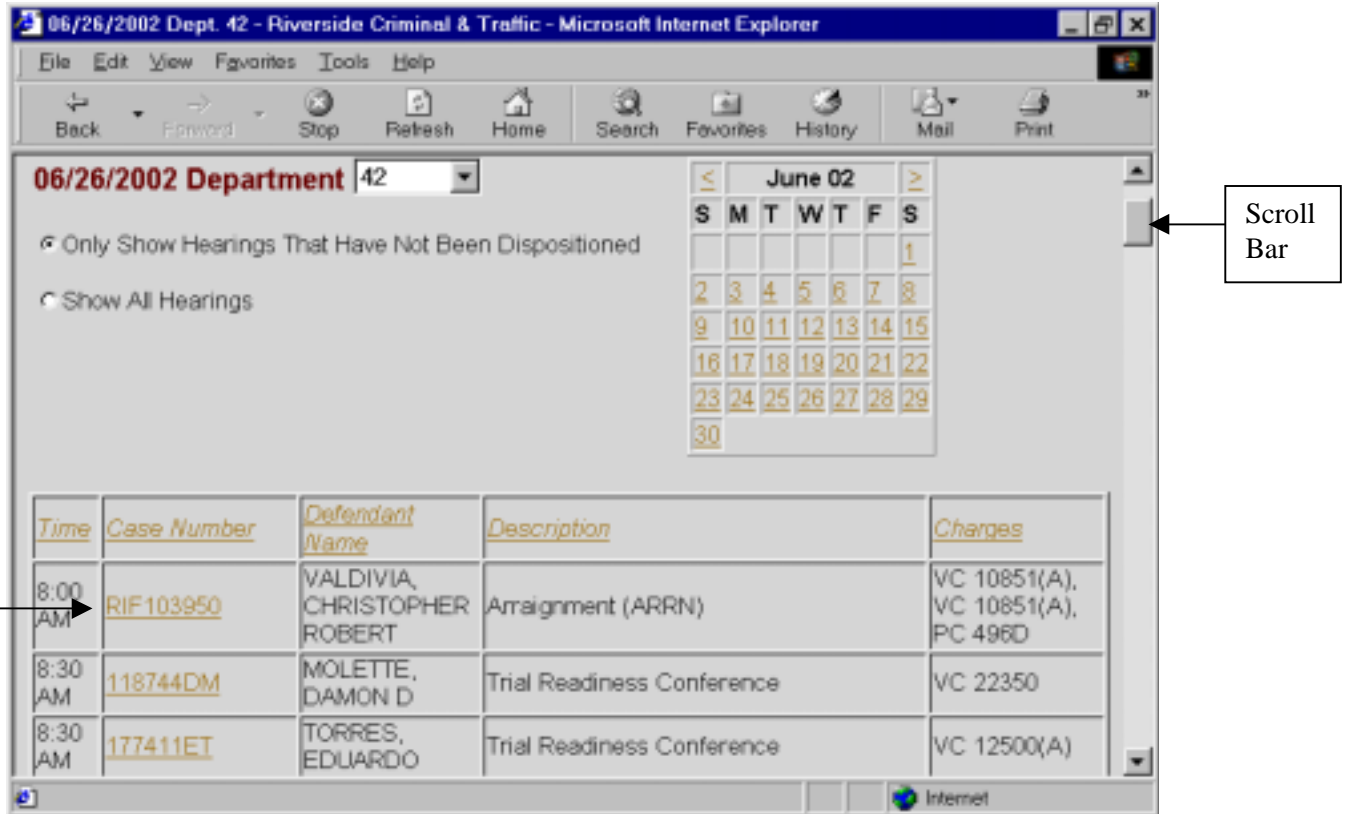 06/26/2002 Dept. 42 - Riverside Criminal & Traffic - Microsoft Internet Explorer
File Edit View Favorites Tools Help
Back Forward Stop Refresh Home Search Favorites History Mail Print
06/26/2002 Department 42
< June 02 >
S M T W T F S
Only Show Hearings That Have Not Been Dispositioned
1
Show All Hearings
2 3 4 5 6 7 8
9 10 11 12 13 14 15
16 17 18 19 20 21 22
23 24 25 26 27 28 29
30
Scroll
Bar
Time Case Number Defendant Name Description Charges
8:00 AM RIF103950 VALDIVIA, CHRISTOPHER ROBERT Arraignment (ARRN) VC 10851(A), VC 10851(A), PC 496D
8:30 AM 118744DM MOLETTE, DAMON D Trial Readiness Conference VC 22350
8:30 AM 177411ET TORRES, EDUARDO Trial Readiness Conference VC 12500(A)
Internet